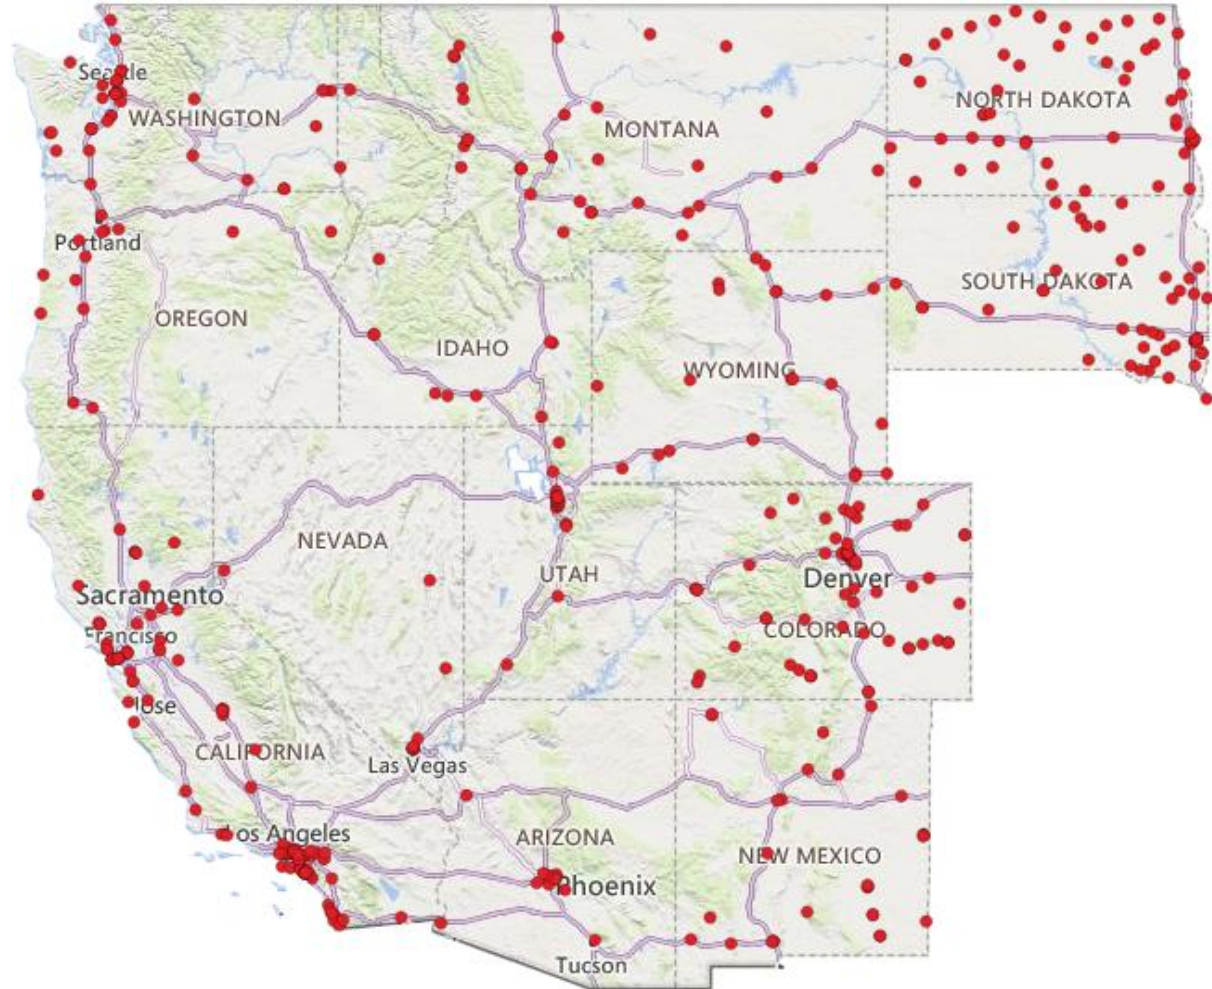 Seattle
WASHINGTON
MONTANA
NORTH DAKOTA
Portland
OREGON
IDAHO
SOUTH DAKOTA
WYOMING
NEVADA
UTAH
Denver
Sacramento
Francisco
COLORADO
Jose
CALIFORNIA
Las Vegas
Los Angeles
ARIZONA
NEW MEXICO
Phoenix
Tucson